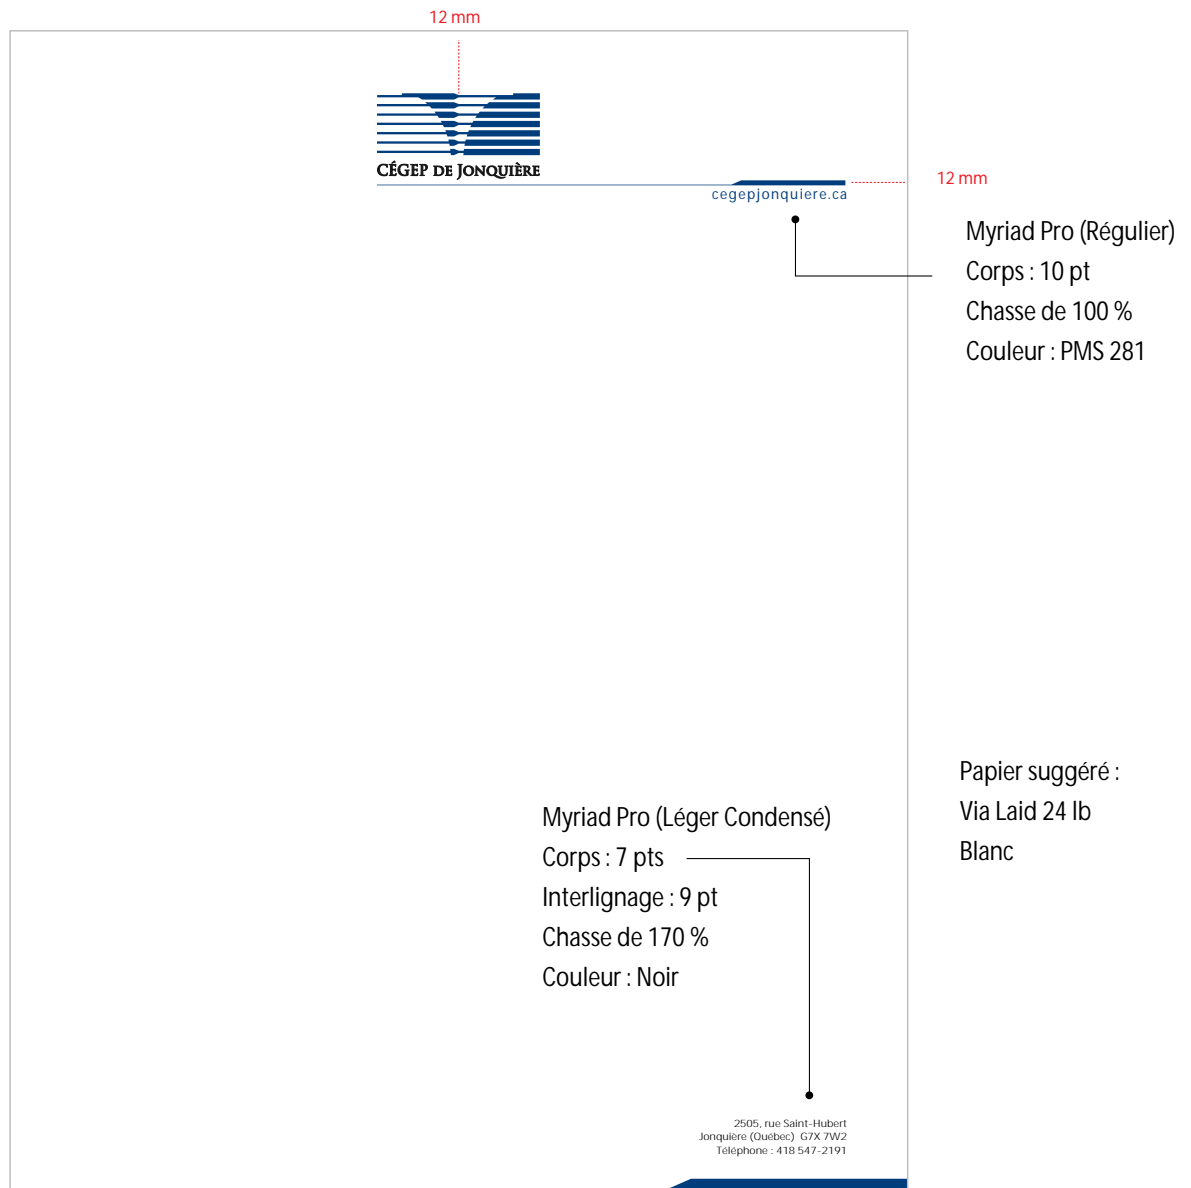 12 mm
CÉGEP DE JONQUIÈRE
12 mm
cegepjonquiere.ca
Myriad Pro (Régulier)
Corps : 10 pt
Chasse de 100 %
Couleur : PMS 281
Papier suggéré :
Via Laid 24 lb
Blanc
Myriad Pro (Léger Condensé)
Corps : 7 pts
Interlignage : 9 pt
Chasse de 170 %
Couleur : Noir
2505, rue Saint-Hubert
Jonquière (Québec)  G7X 7W2
Téléphone : 418 547-2191